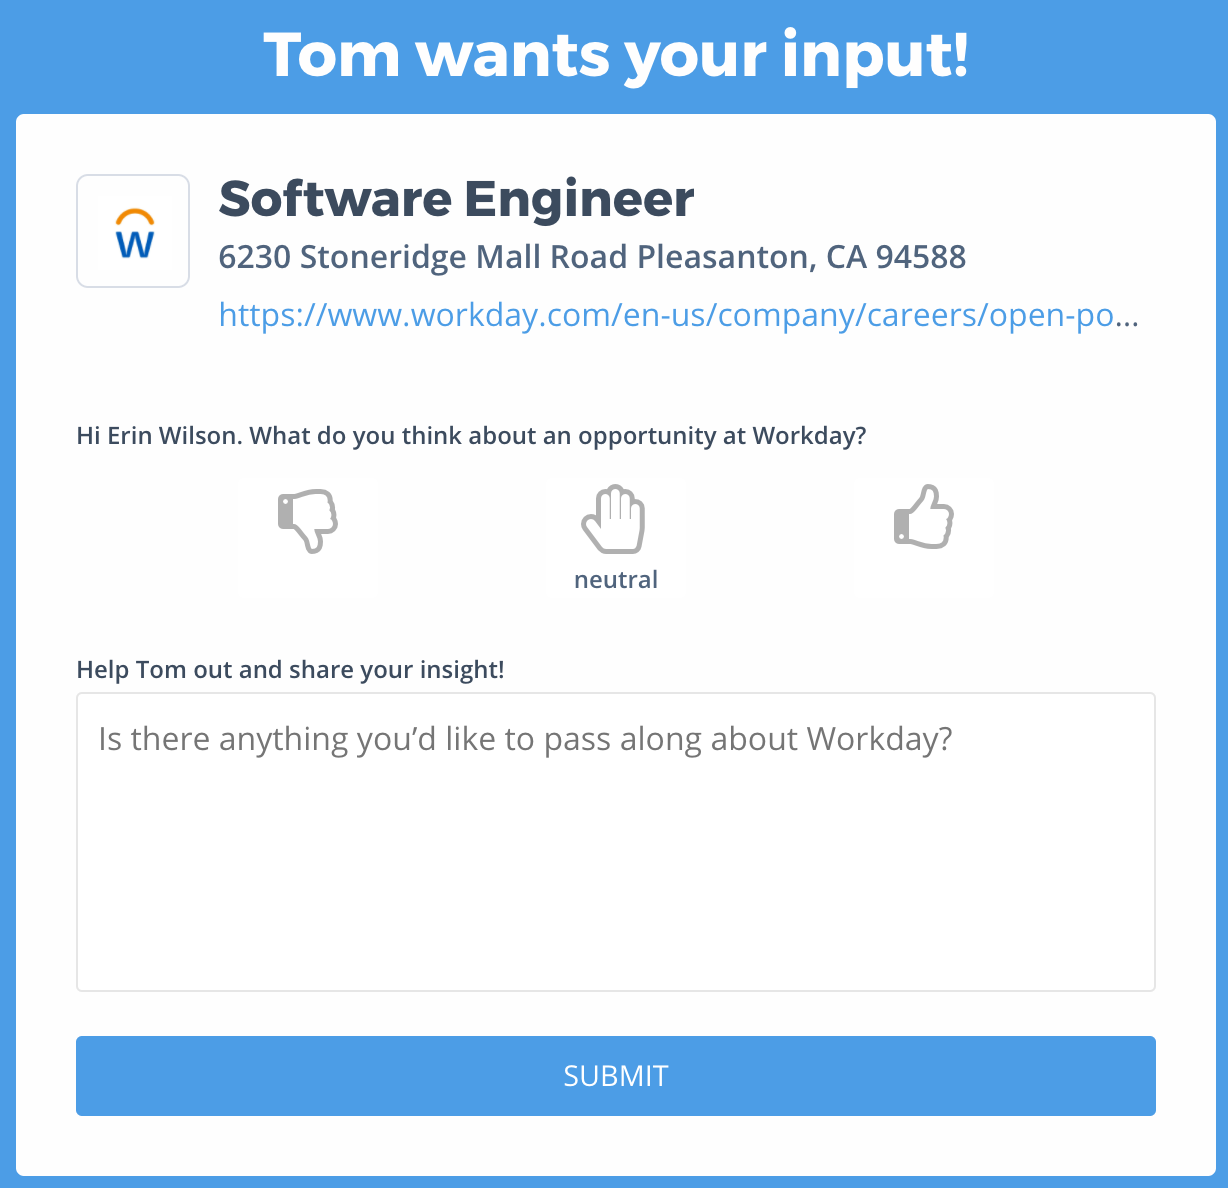 Tom wants your input!
W
Software Engineer
6230 Stoneridge Mall Road Pleasanton, CA 94588
https://www.workday.com/en-us/company/careers/open-po...
Hi Erin Wilson. What do you think about an opportunity at Workday?
neutral
Help Tom out and share your insight!
Is there anything you’d like to pass along about Workday?
SUBMIT